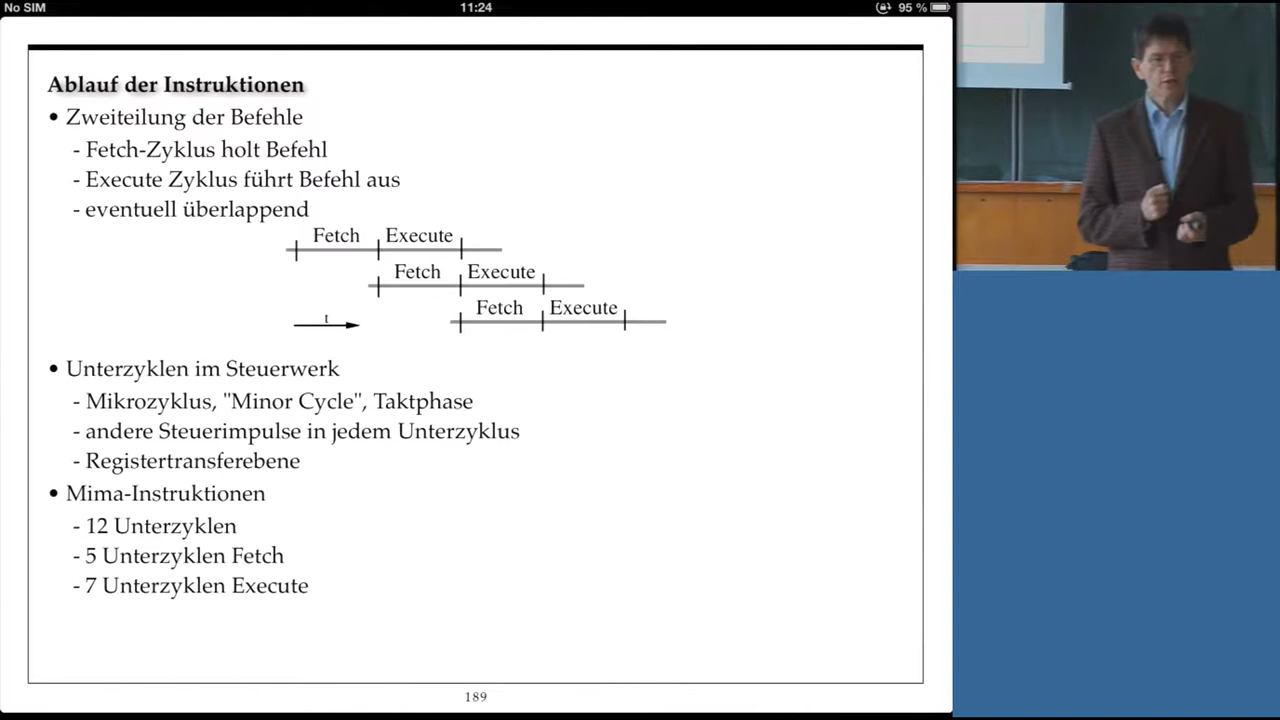 No SIM 11:24 95 %
Ablauf der Instruktionen
• Zweiteilung der Befehle
- Fetch-Zyklus holt Befehl
- Execute Zyklus führt Befehl aus
- eventuell überlappend
Fetch Execute
Fetch Execute
Fetch Execute
t
• Unterzyklen im Steuerwerk
- Mikrozyklus, "Minor Cycle", Taktphase
- andere Steuerimpulse in jedem Unterzyklus
- Registertransferebene
• Mima-Instruktionen
- 12 Unterzyklen
- 5 Unterzyklen Fetch
- 7 Unterzyklen Execute
189